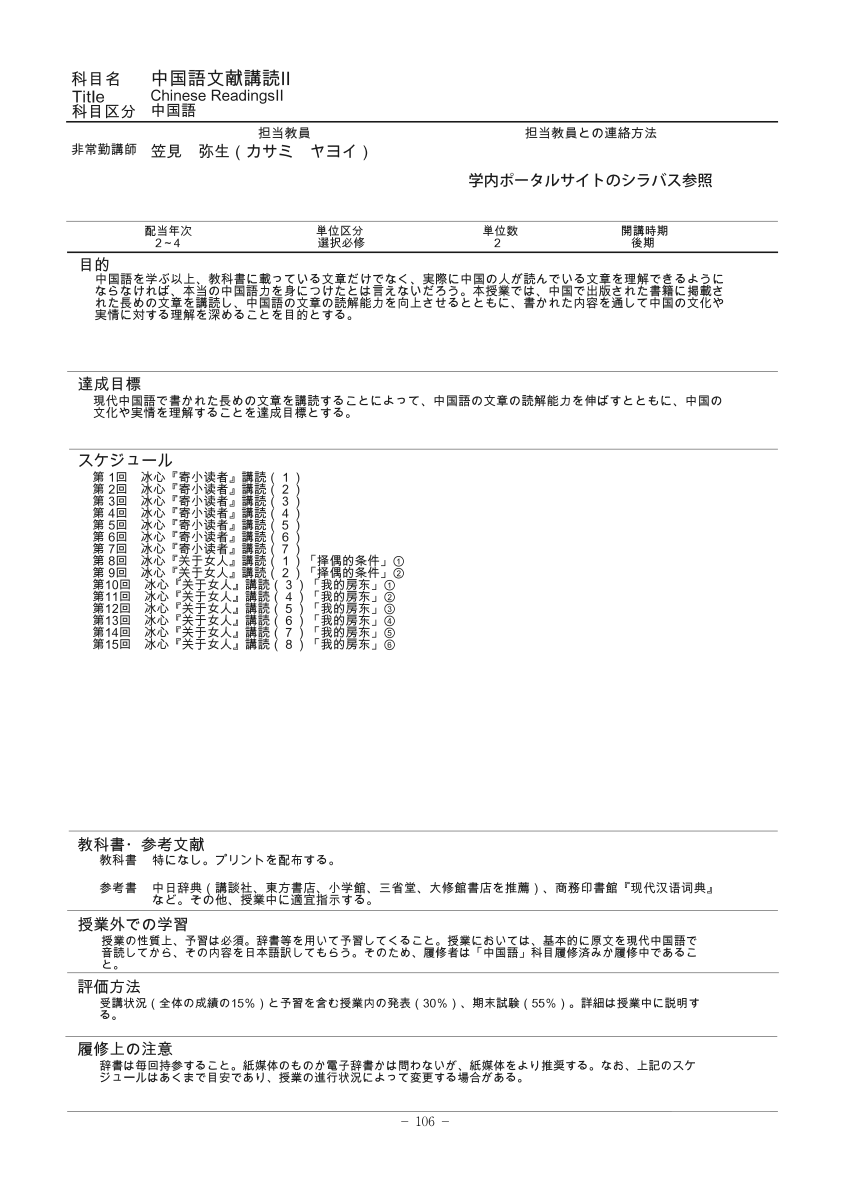 科目名 中国語文献講読II
Title Chinese ReadingsII
科目区分 中国語
担当教員 担当教員との連絡方法
非常勤講師 笠見 弥生(カサミ ヤヨイ)
学内ポータルサイトのシラバス参照
配当年次 単位区分 単位数 開講時期
2~4 選択必修 2 後期
目的
中国語を学ぶ以上、教科書に載っている文章だけでなく、実際に中国の人が読んでいる文章を理解できるように
ならなければ、本当の中国語力を身につけたとは言えないだろう。本授業では、中国で出版された書籍に掲載さ
れた長めの文章を講読し、中国語の文章の読解能力を向上させるとともに、書かれた内容を通して中国の文化や
実情に対する理解を深めることを目的とする。
達成目標
現代中国語で書かれた長めの文章を講読することによって、中国語の文章の読解能力を伸ばすとともに、中国の
文化や実情を理解することを達成目標とする。
スケジュール
第 1回 冰心『寄小读者』講読(1)
第 2回 冰心『寄小读者』講読(2)
第 3回 冰心『寄小读者』講読(3)
第 4回 冰心『寄小读者』講読(4)
第 5回 冰心『寄小读者』講読(5)
第 6回 冰心『寄小读者』講読(6)
第 7回 冰心『寄小读者』講読(7)
第 8回 冰心『关于女人』講読(1)「择偶的条件」①
第 9回 冰心『关于女人』講読(2)「择偶的条件」②
第10回 冰心『关于女人』講読(3)「我的房东」①
第11回 冰心『关于女人』講読(4)「我的房东」②
第12回 冰心『关于女人』講読(5)「我的房东」③
第13回 冰心『关于女人』講読(6)「我的房东」④
第14回 冰心『关于女人』講読(7)「我的房东」⑤
第15回 冰心『关于女人』講読(8)「我的房东」⑥
教科書・参考文献
教科書 特になし。プリントを配布する。
参考書 中日辞典(講談社、東方書店、小学館、三省堂、大修館書店を推薦)、商務印書館『现代汉语词典』
など。その他、授業中に適宜指示する。
授業外での学習
授業の性質上、予習は必須。辞書等を用いて予習してくること。授業においては、基本的に原文を現代中国語で
音読してから、その内容を日本語訳してもらう。そのため、履修者は「中国語」科目履修済みか履修中であるこ
と。
評価方法
受講状況(全体の成績の15%)と予習を含む授業内の発表(30%)、期末試験(55%)。詳細は授業中に説明す
る。
履修上の注意
辞書は毎回持参すること。紙媒体のものか電子辞書かは問わないが、紙媒体をより推奨する。なお、上記のスケ
ジュールはあくまで目安であり、授業の進行状況によって変更する場合がある。
− 106 −